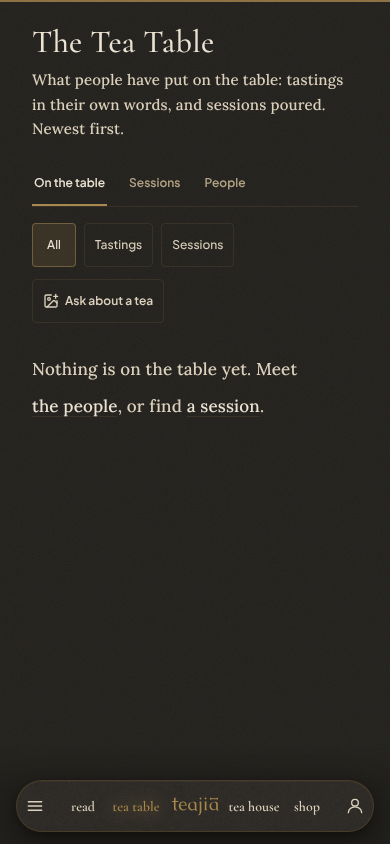 The Tea Table
What people have put on the table: tastings
in their own words, and sessions poured.
Newest first.
On the table Sessions People
All Tastings Sessions
Ask about a tea
Nothing is on the table yet. Meet
the people, or find a session.
read tea table teajiā tea house shop